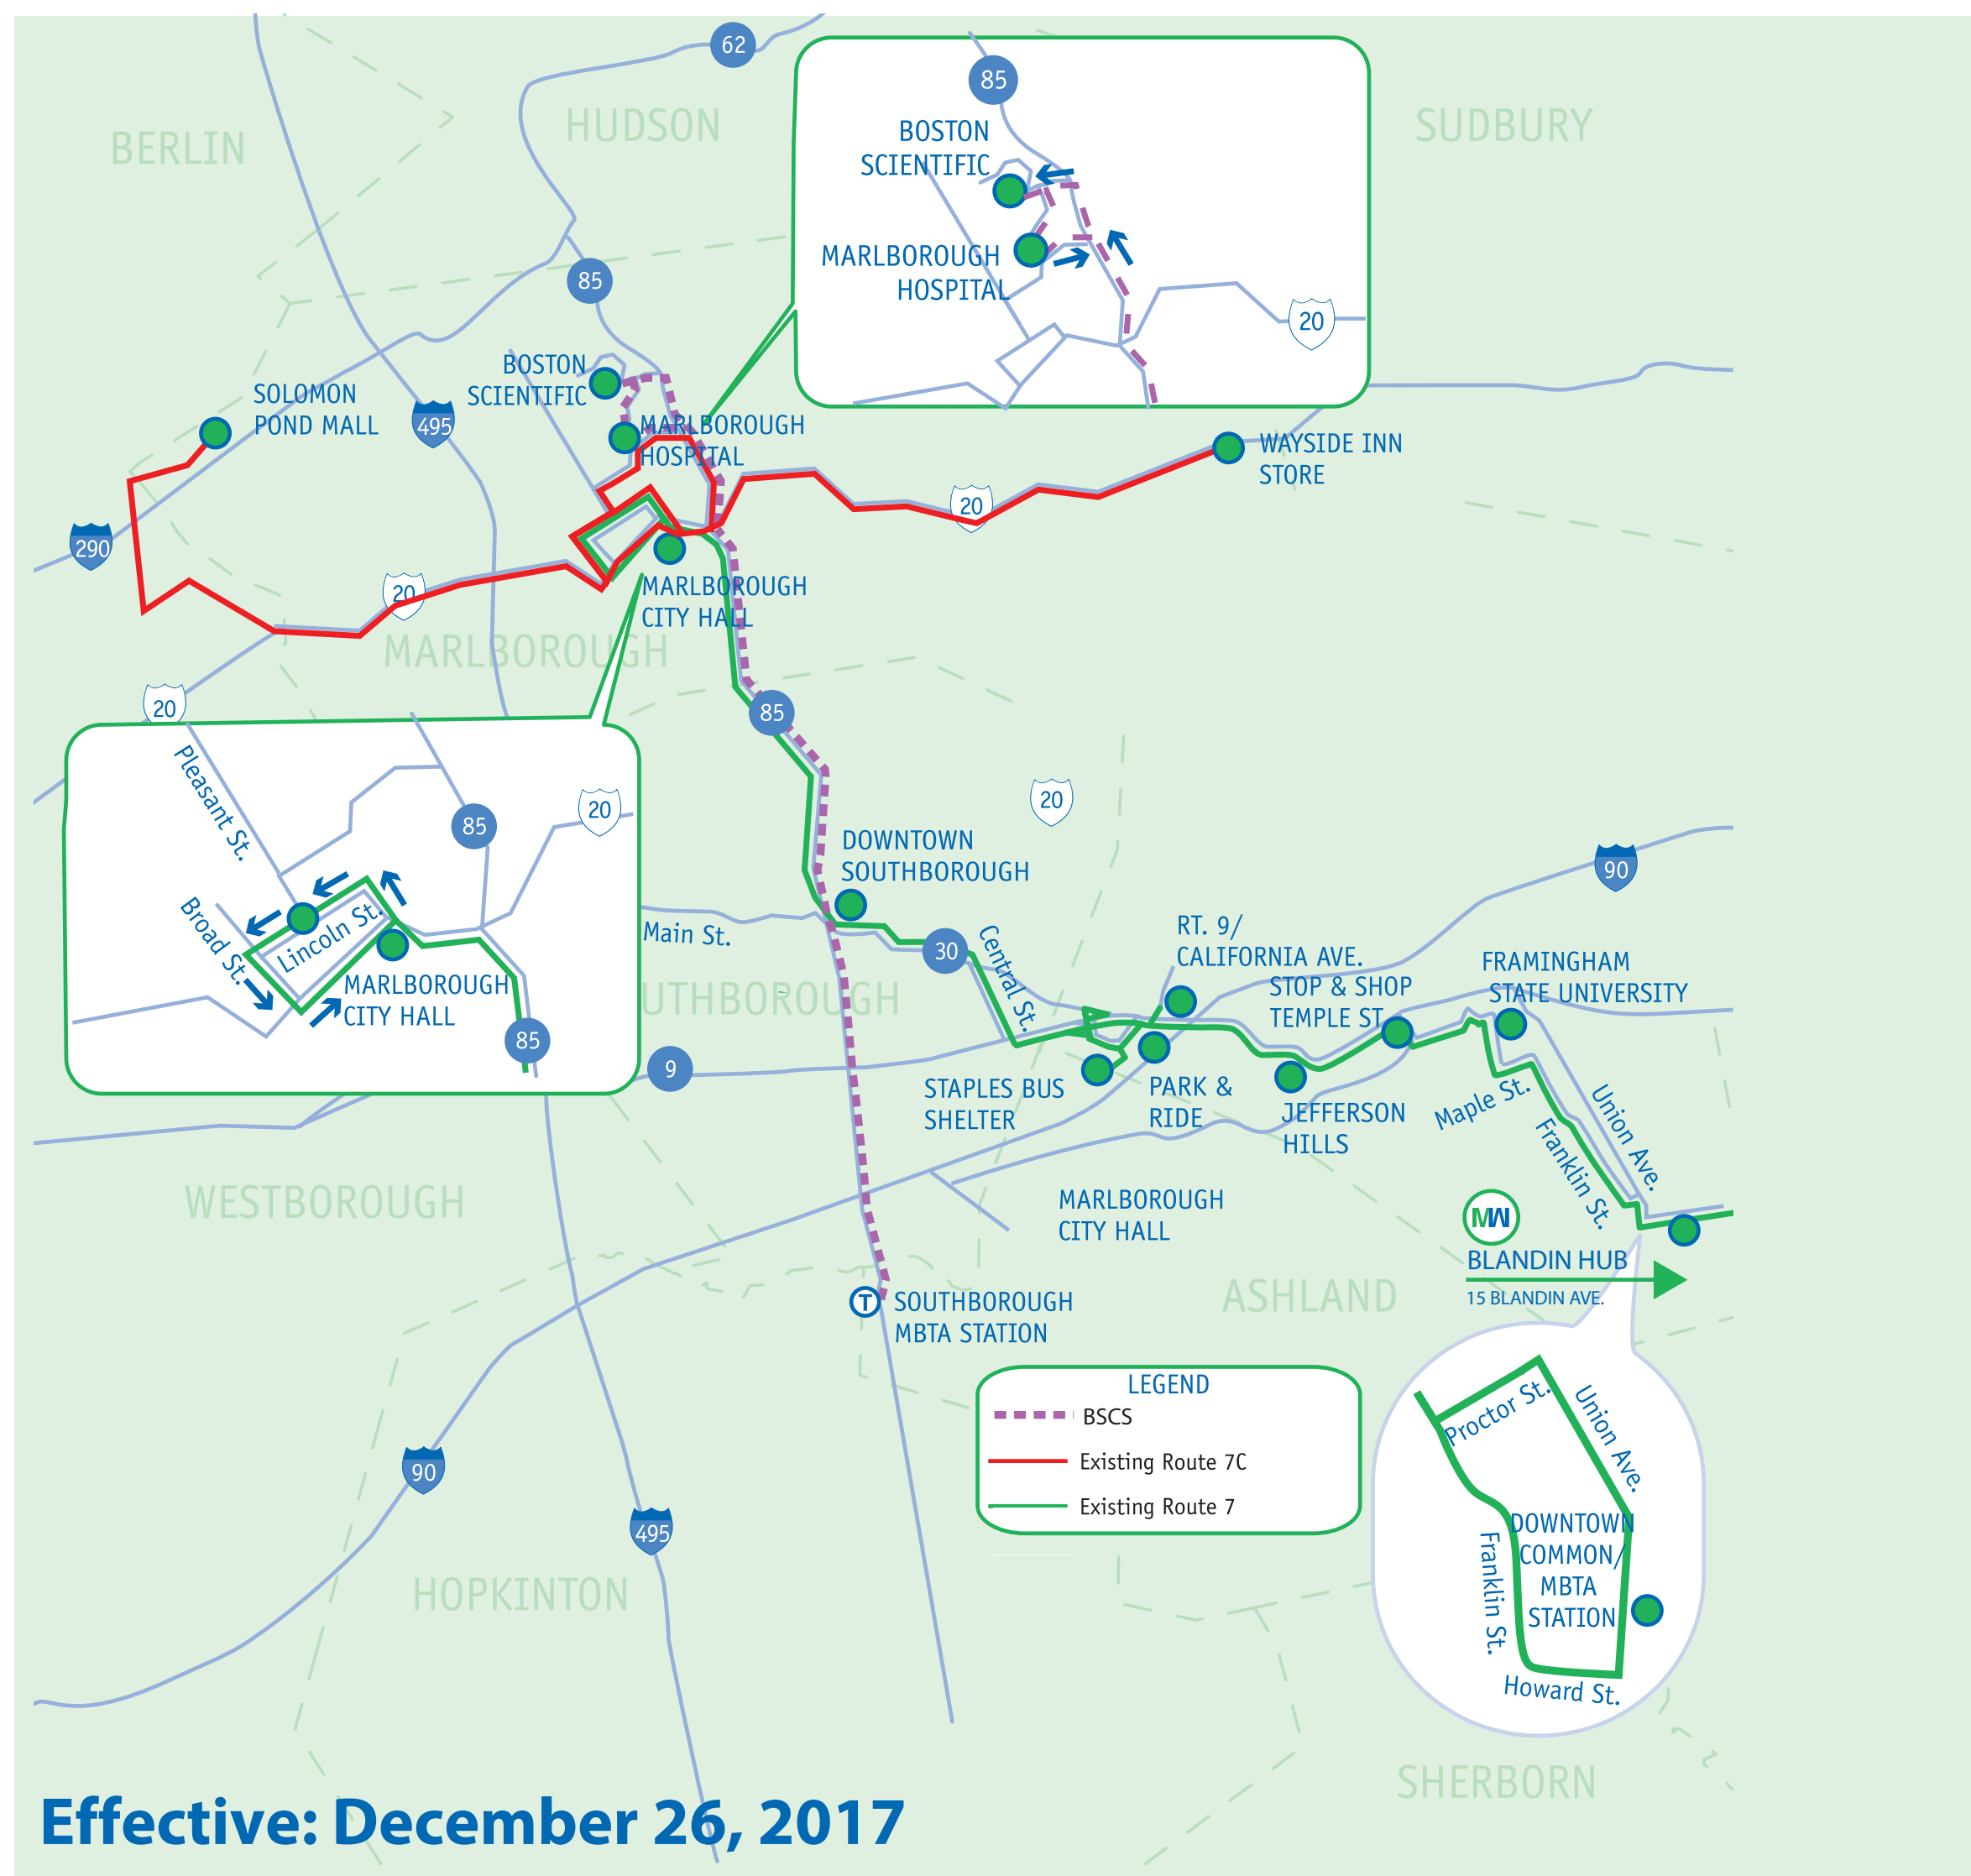 62
BERLIN
HUDSON
SUDBURY
85
BOSTON
SCIENTIFIC
MARLBOROUGH
HOSPITAL
20
85
BOSTON
SCIENTIFIC
SOLOMON
POND MALL
495
MARLBOROUGH
HOSPITAL
WAYSIDE INN
STORE
20
290
20
MARLBOROUGH
CITY HALL
MARLBOROUGH
20
85
Pleasant St.
85
20
Broad St.
Lincoln St.
MARLBOROUGH
CITY HALL
85
20
DOWNTOWN
SOUTHBOROUGH
90
Main St.
30
Central St.
RT. 9/
CALIFORNIA AVE.
STOP & SHOP
TEMPLE ST
FRAMINGHAM
STATE UNIVERSITY
UTHBOROUGH
9
STAPLES BUS
SHELTER
PARK &
RIDE
JEFFERSON
HILLS
Maple St.
Union Ave.
Franklin St.
WESTBOROUGH
MARLBOROUGH
CITY HALL
MW
BLANDIN HUB
15 BLANDIN AVE.
ASHLAND
T
SOUTHBOROUGH
MBTA STATION
LEGEND
BSCS
Existing Route 7C
Existing Route 7
Proctor St.
Union Ave.
90
495
DOWNTOWN
COMMON/
MBTA
STATION
Franklin St.
Howard St.
HOPKINTON
SHERBORN
Effective: December 26, 2017